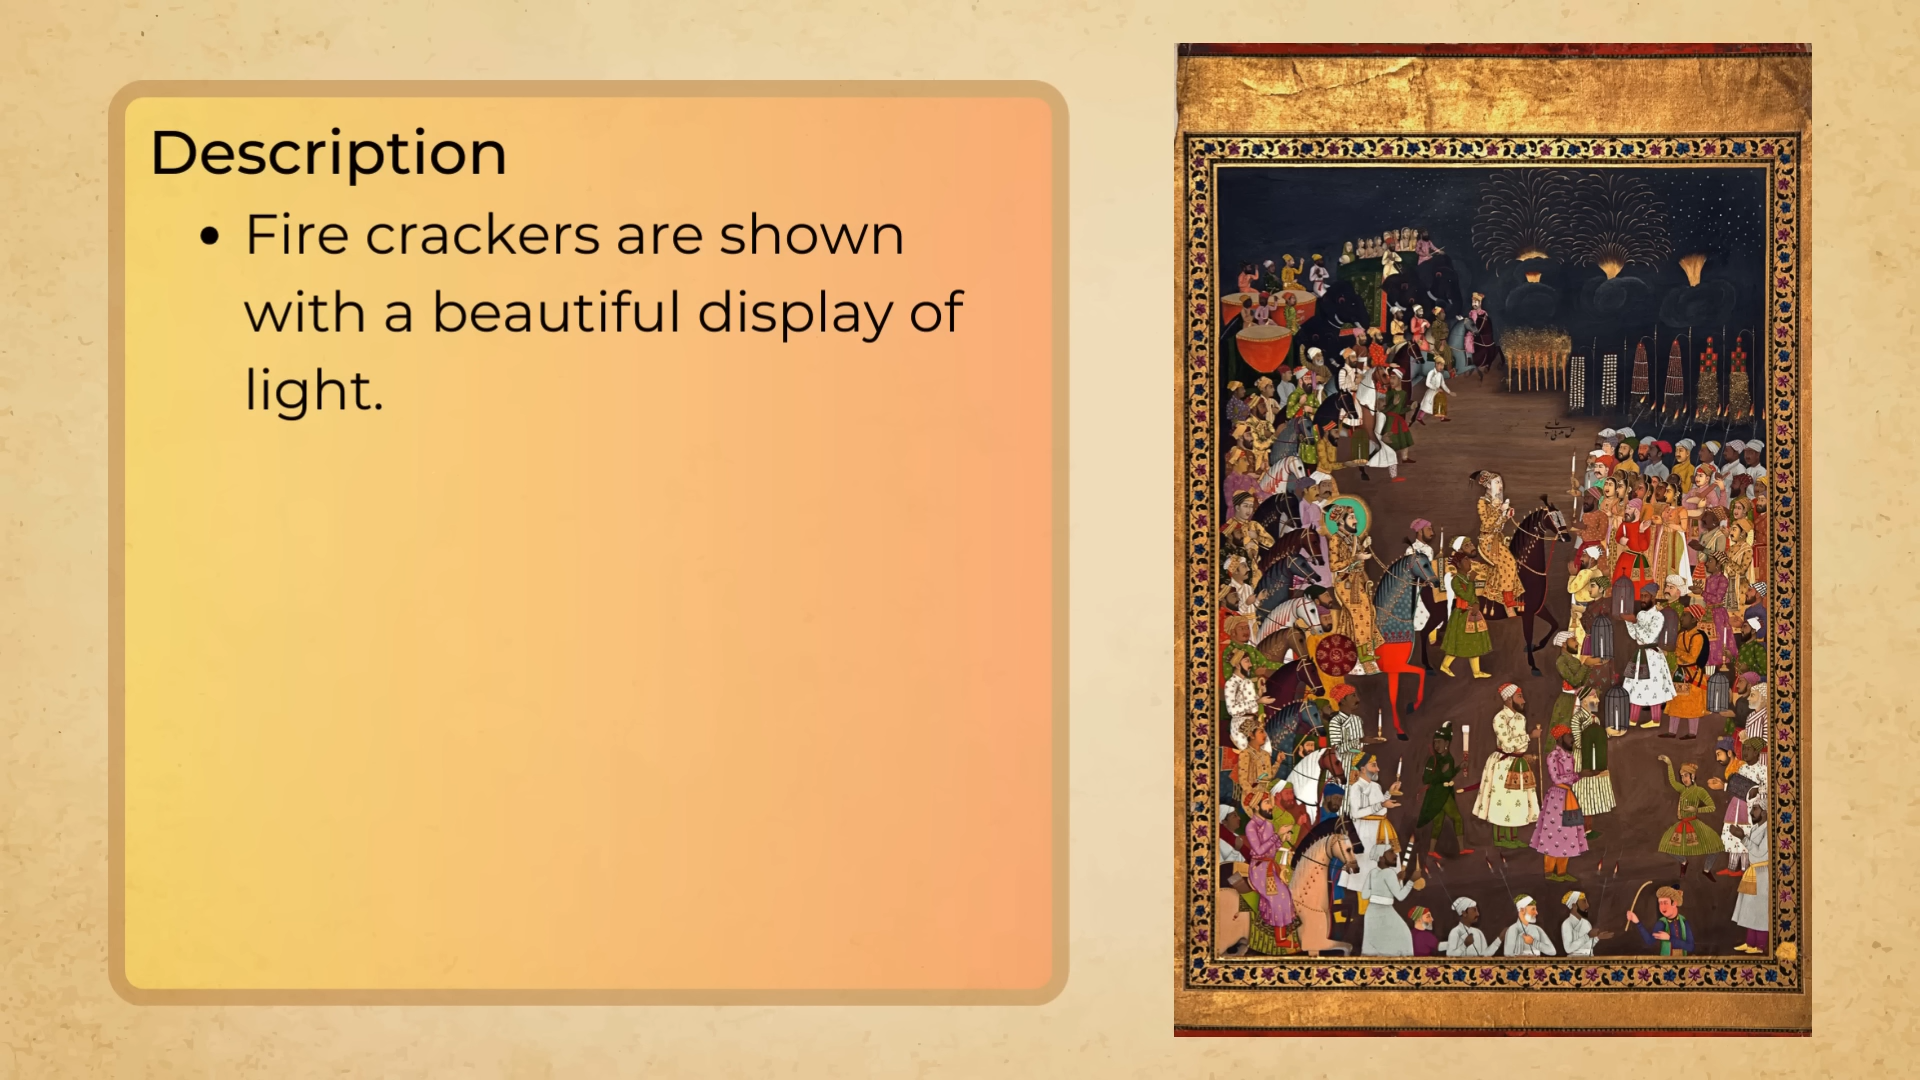 Description
• Fire crackers are shown
with a beautiful display of
light.